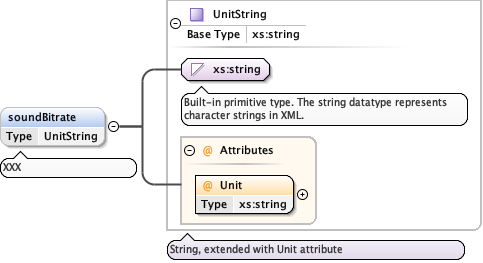 UnitString
Base Type xs:string
xs:string
Built-in primitive type. The string datatype represents
character strings in XML.
soundBitrate
Type UnitString
XXX
@ Attributes
@ Unit
Type xs:string
String, extended with Unit attribute